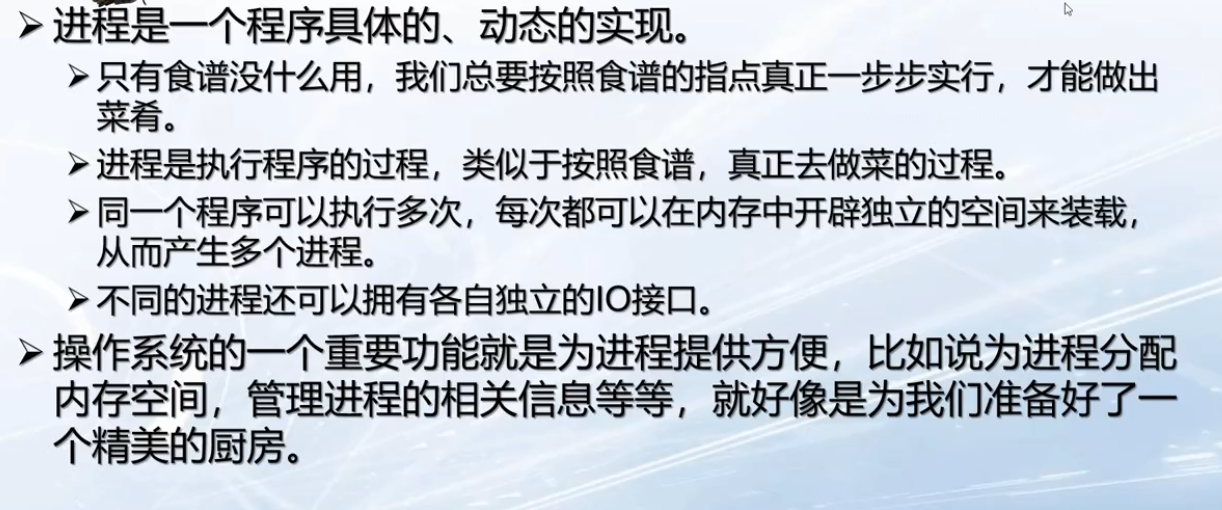 ➢ 进程是一个程序具体的、动态的实现。
➢ 只有食谱没什么用，我们总要按照食谱的指点真正一步步实行，才能做出
菜肴。
➢ 进程是执行程序的过程，类似于按照食谱，真正去做菜的过程。
➢ 同一个程序可以执行多次，每次都可以在内存中开辟独立的空间来装载，
从而产生多个进程。
➢ 不同的进程还可以拥有各自独立的IO接口。
➢ 操作系统的一个重要功能就是为进程提供方便，比如说为进程分配
内存空间，管理进程的相关信息等等，就好像是为我们准备好了一
个精美的厨房。